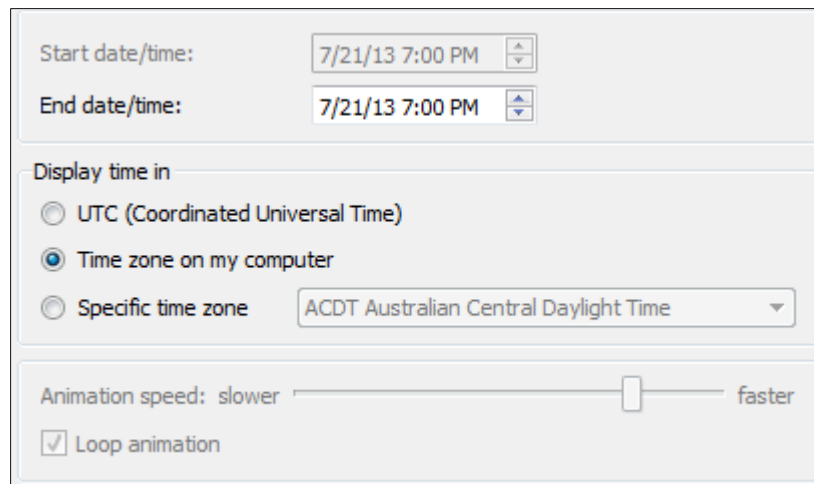 Start date/time: 7/21/13 7:00 PM
End date/time: 7/21/13 7:00 PM
Display time in
UTC (Coordinated Universal Time)
Time zone on my computer
Specific time zone ACDT Australian Central Daylight Time
Animation speed: slower faster
Loop animation